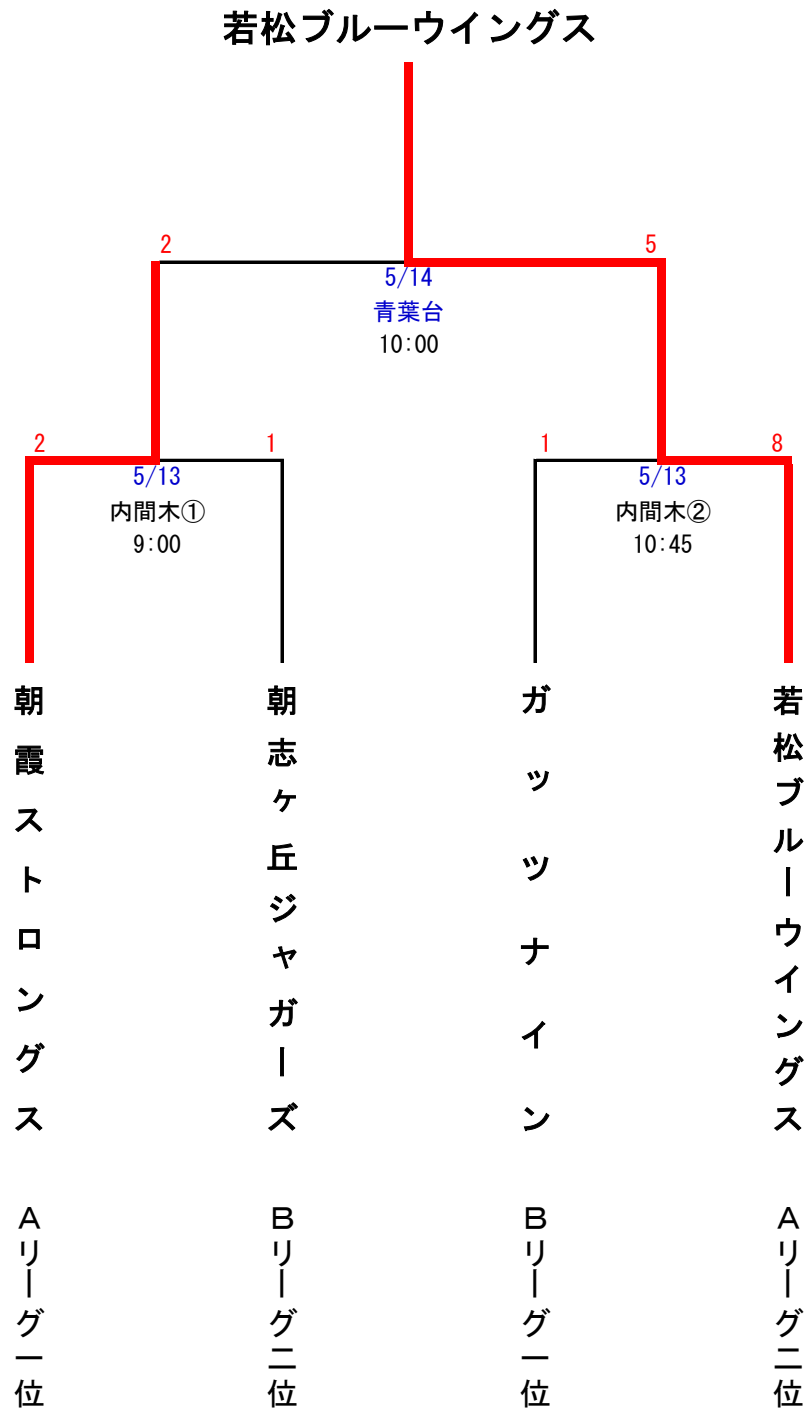 若松ブルーウイングス
2
5
5/14
青葉台
10:00
2
1
1
8
5/13
内間木①
9:00
5/13
内間木②
10:45
朝霞ストロングス
朝志ヶ丘ジャガーズ
ガッツナイン
若松ブルーウイングス
Aリーグ一位
Bリーグ二位
Bリーグ一位
Aリーグ二位